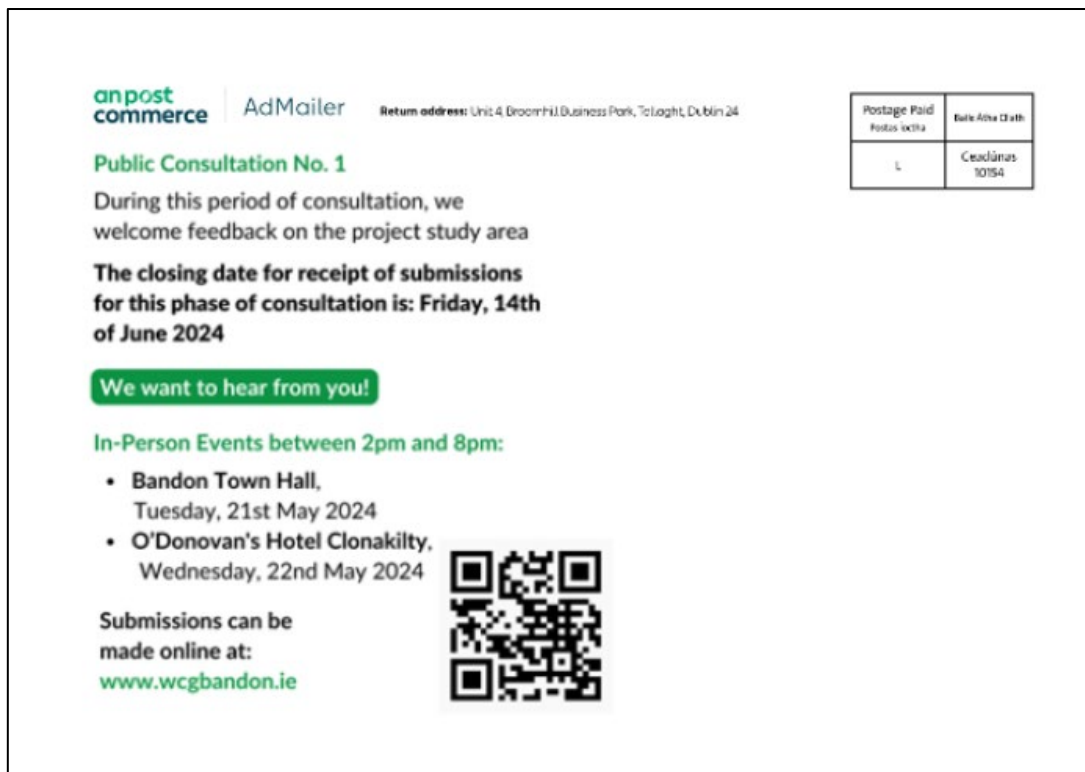 an post
commerce
AdMailer
Return address: Unit 4, Broomhill Business Park, Tallaght, Dublin 24
Postage Paid
Postas íoctha
Baile Átha Cliath
L
Ceadúnas
10154
Public Consultation No. 1
During this period of consultation, we
welcome feedback on the project study area
The closing date for receipt of submissions
for this phase of consultation is: Friday, 14th
of June 2024
We want to hear from you!
In-Person Events between 2pm and 8pm:
• Bandon Town Hall,
Tuesday, 21st May 2024
• O'Donovan's Hotel Clonakilty,
Wednesday, 22nd May 2024
Submissions can be
made online at:
www.wcgbandon.ie